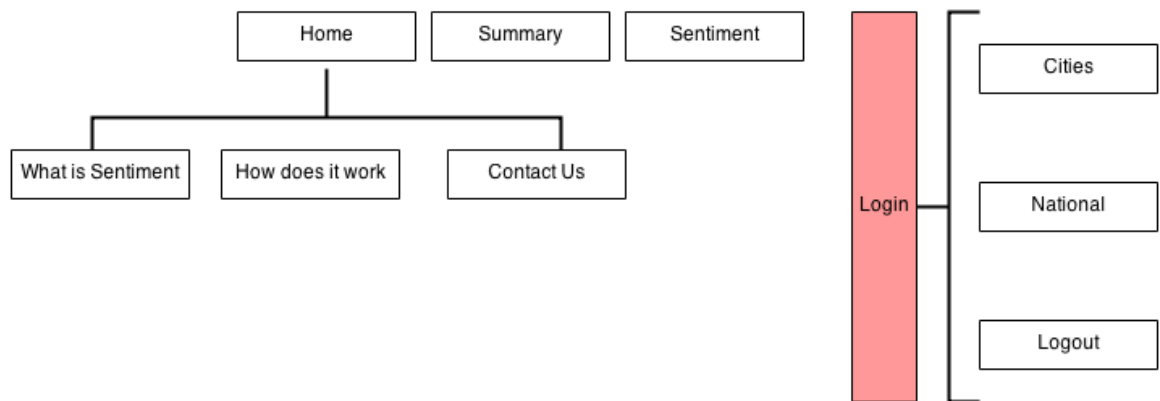 Home
Summary
Sentiment
What is Sentiment
How does it work
Contact Us
Login
Cities
National
Logout